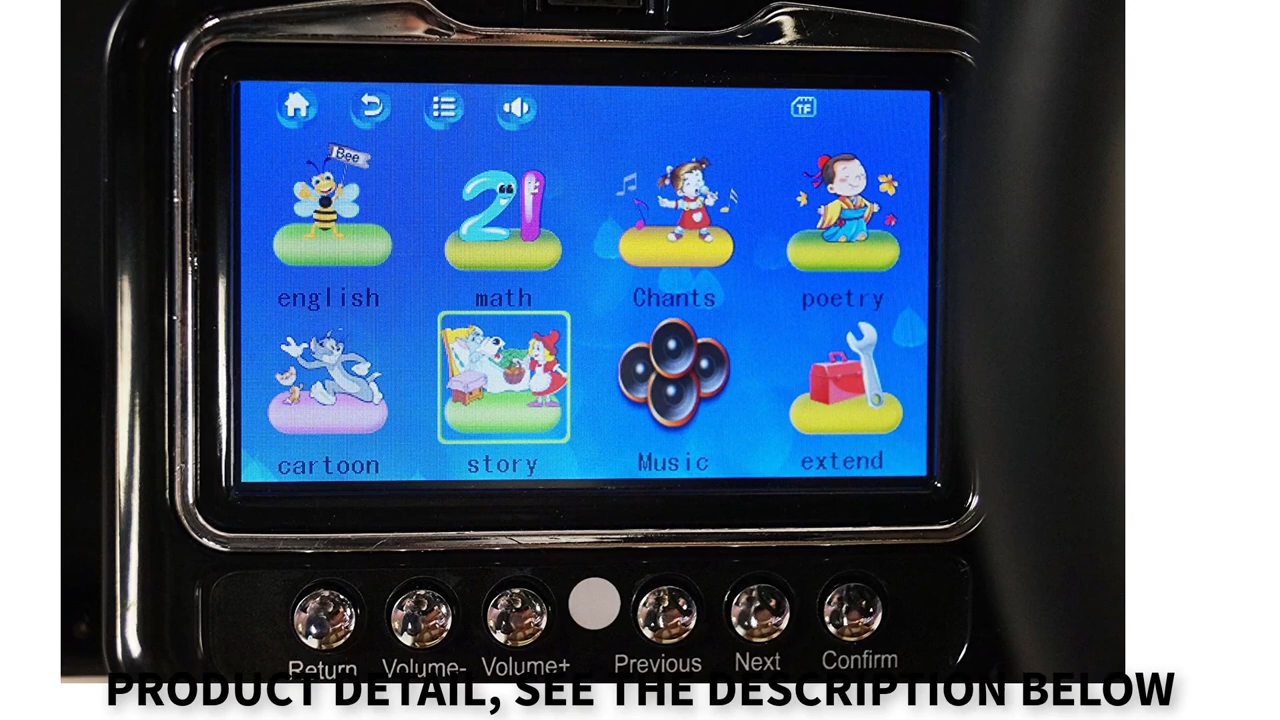 TF
Bee
21
english math Chants poetry
cartoon story Music extend
Return Volume- Volume+ Previous Next Confirm
PRODUCT DETAIL, SEE THE DESCRIPTION BELOW